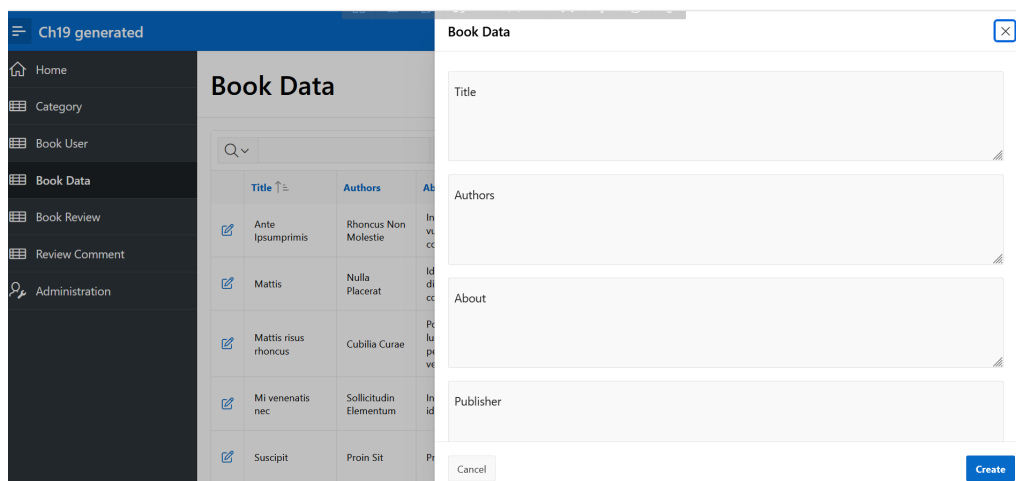 Ch19 generated
Home
Category
Book User
Book Data
Book Review
Review Comment
Administration
Book Data
Title
Authors
Ante
Ipsumprimis
Rhoncus Non
Molestie
Mattis
Nulla
Placerat
Mattis risus
rhoncus
Cubilia Curae
Mi venenatis
nec
Sollicitudin
Elementum
Suscipit
Proin Sit
Book Data
Title
Authors
About
Publisher
Cancel
Create